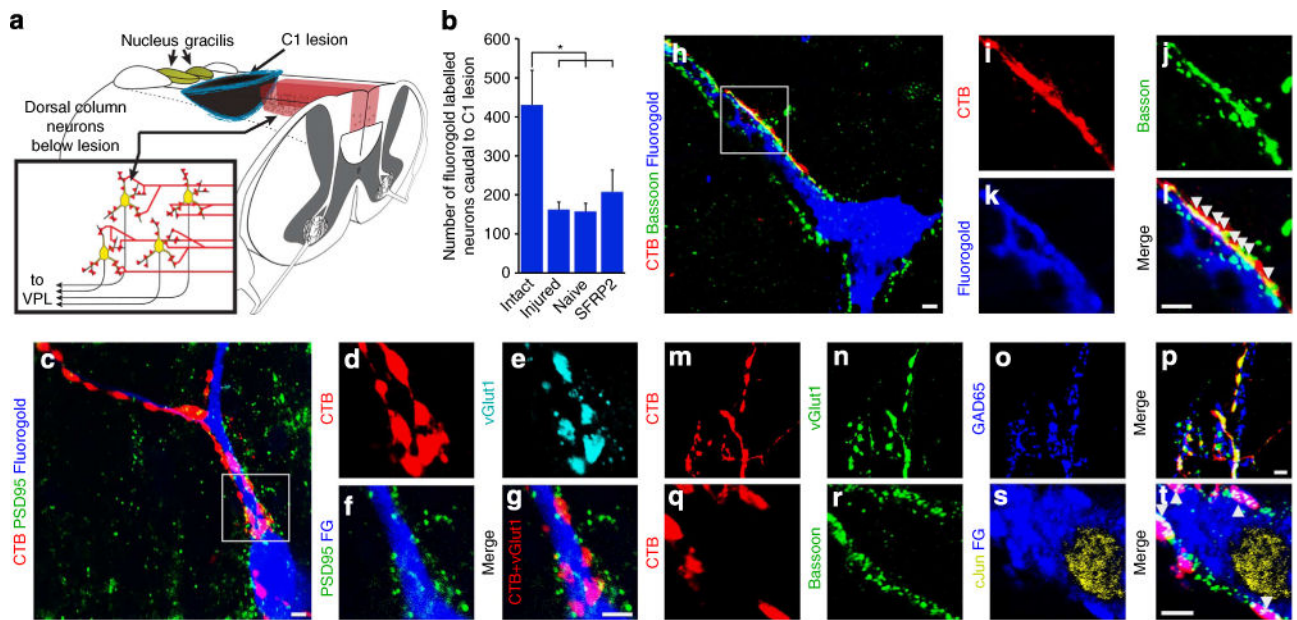 a
Nucleus gracilis
C1 lesion
Dorsal column
neurons
below lesion
to
VPL
b
Number of fluorogold labelled
neurons caudal to C1 lesion
600
500
400
300
200
100
0
*
Intact
Injured
Naive
SFRP2
h
CTB Bassoon Fluorogold
i
CTB
j
Basson
k
Fluorogold
l
Merge
c
CTB PSD95 Fluorogold
d
CTB
e
vGlut1
f
PSD95 FG
g
Merge
CTB+vGlut1
m
CTB
n
vGlut1
o
GAD65
p
Merge
q
CTB
r
Bassoon
s
cJun FG
t
Merge